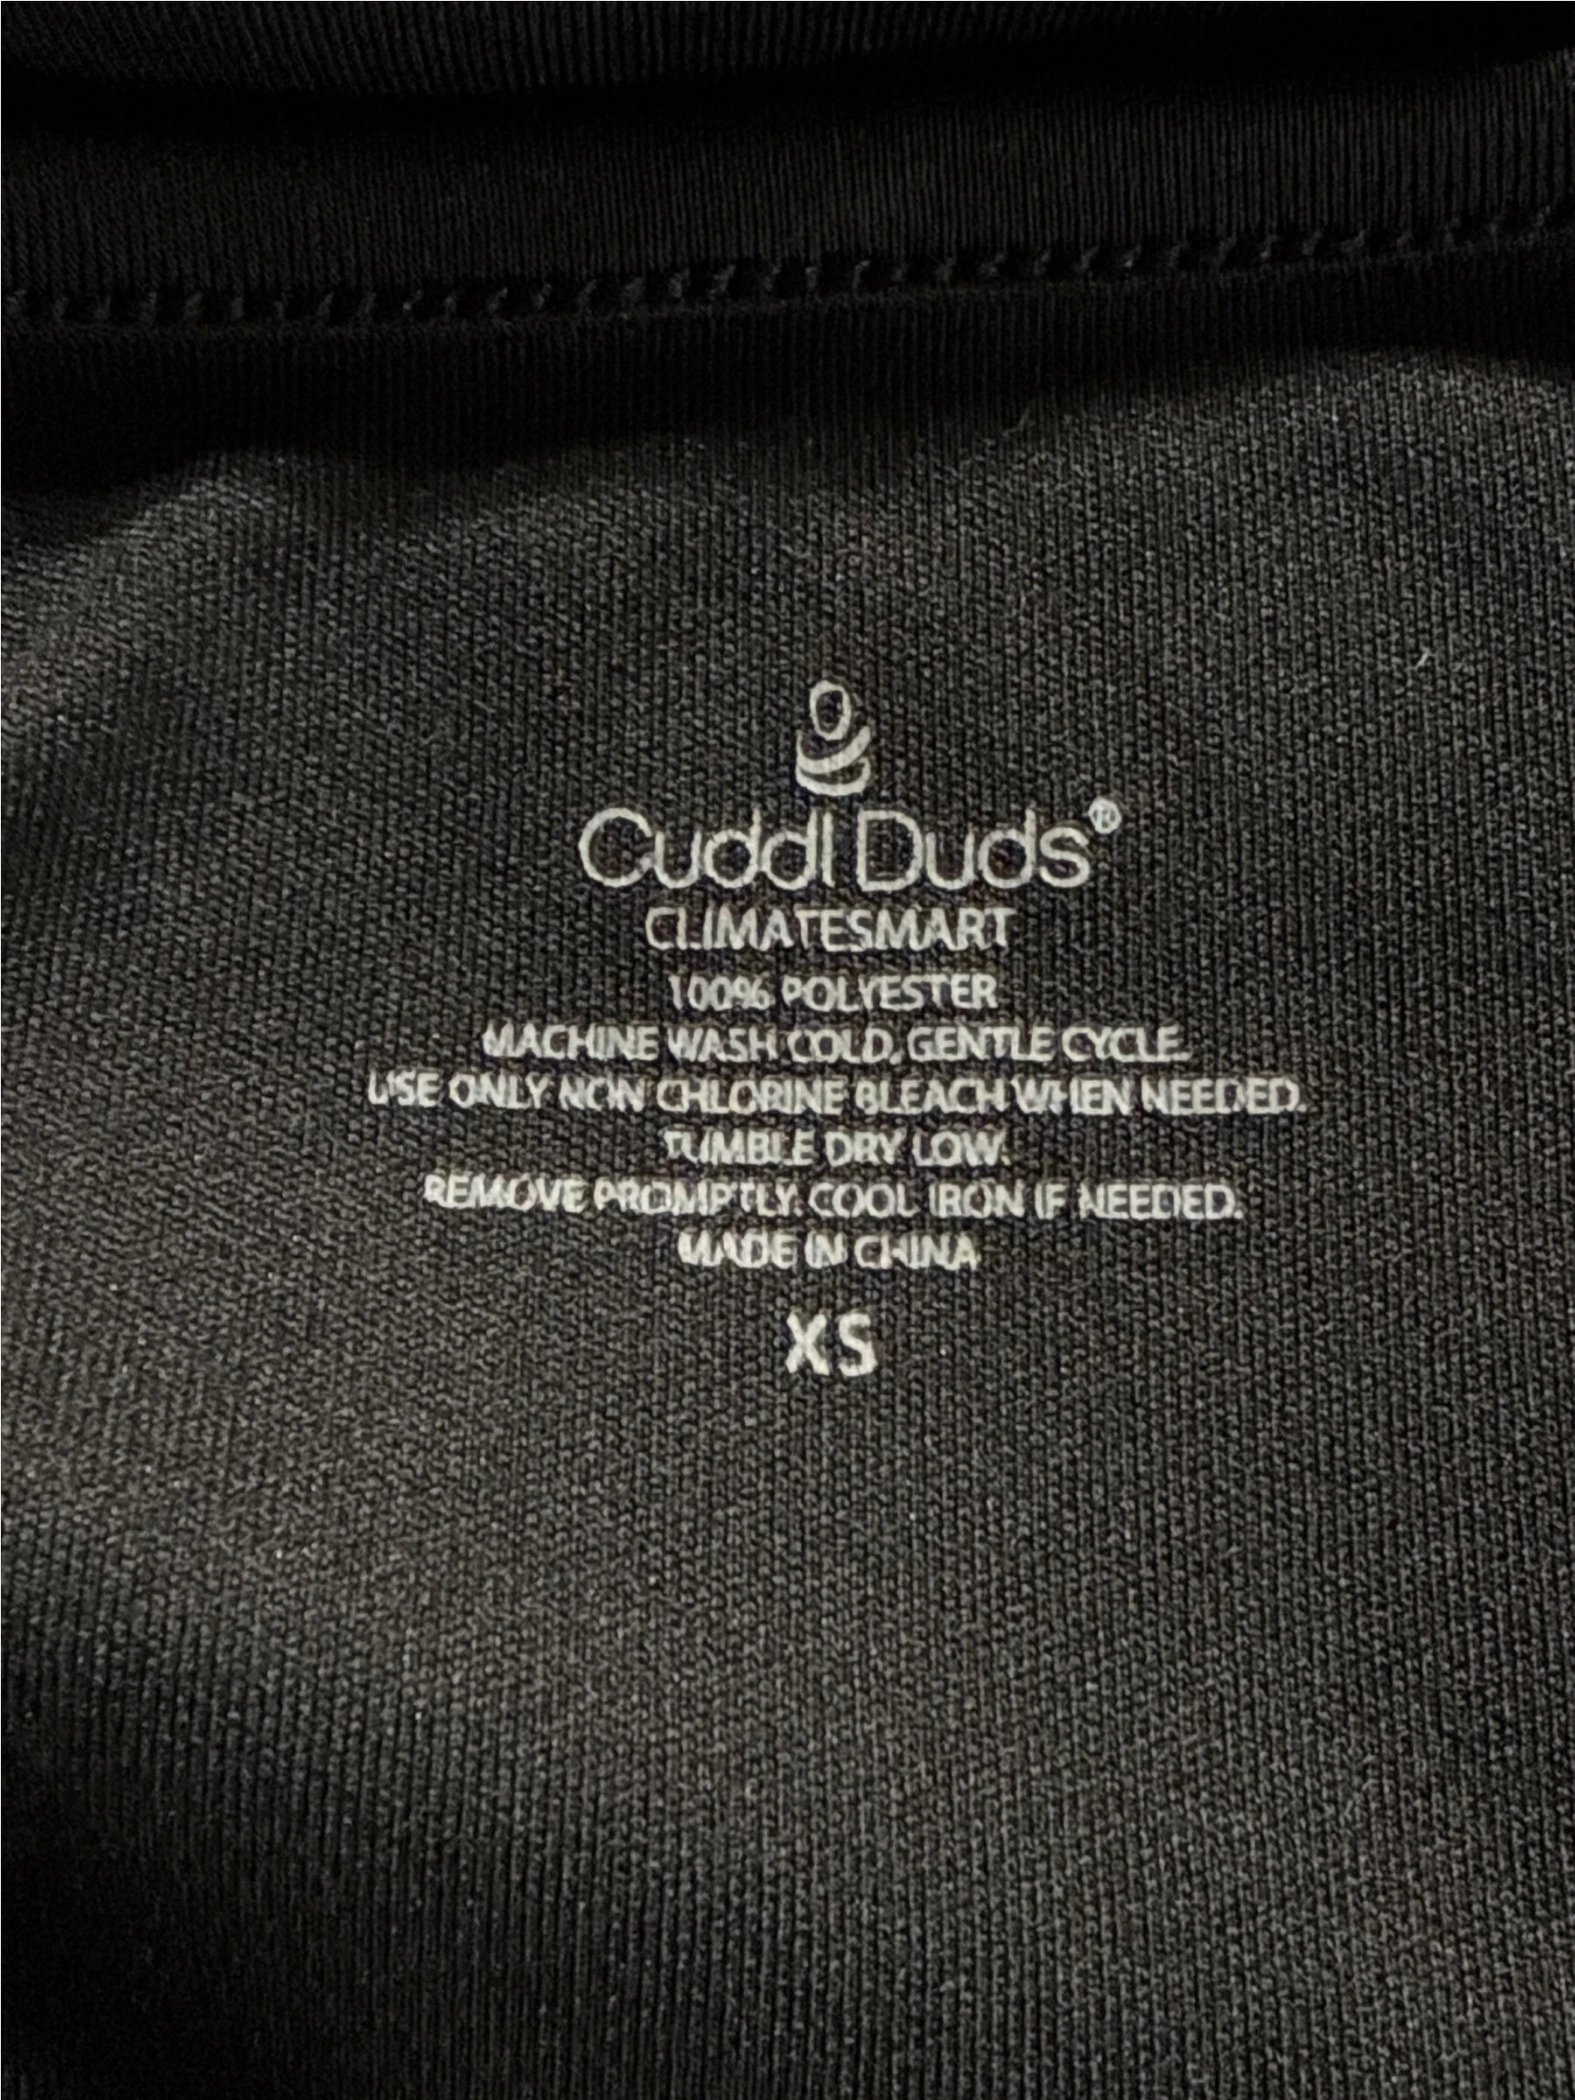 Cuddl Duds®
CLIMATESMART
100% POLYESTER
MACHINE WASH COLD, GENTLE CYCLE.
USE ONLY NON CHLORINE BLEACH WHEN NEEDED.
TUMBLE DRY LOW.
REMOVE PROMPTLY. COOL IRON IF NEEDED.
MADE IN CHINA
XS